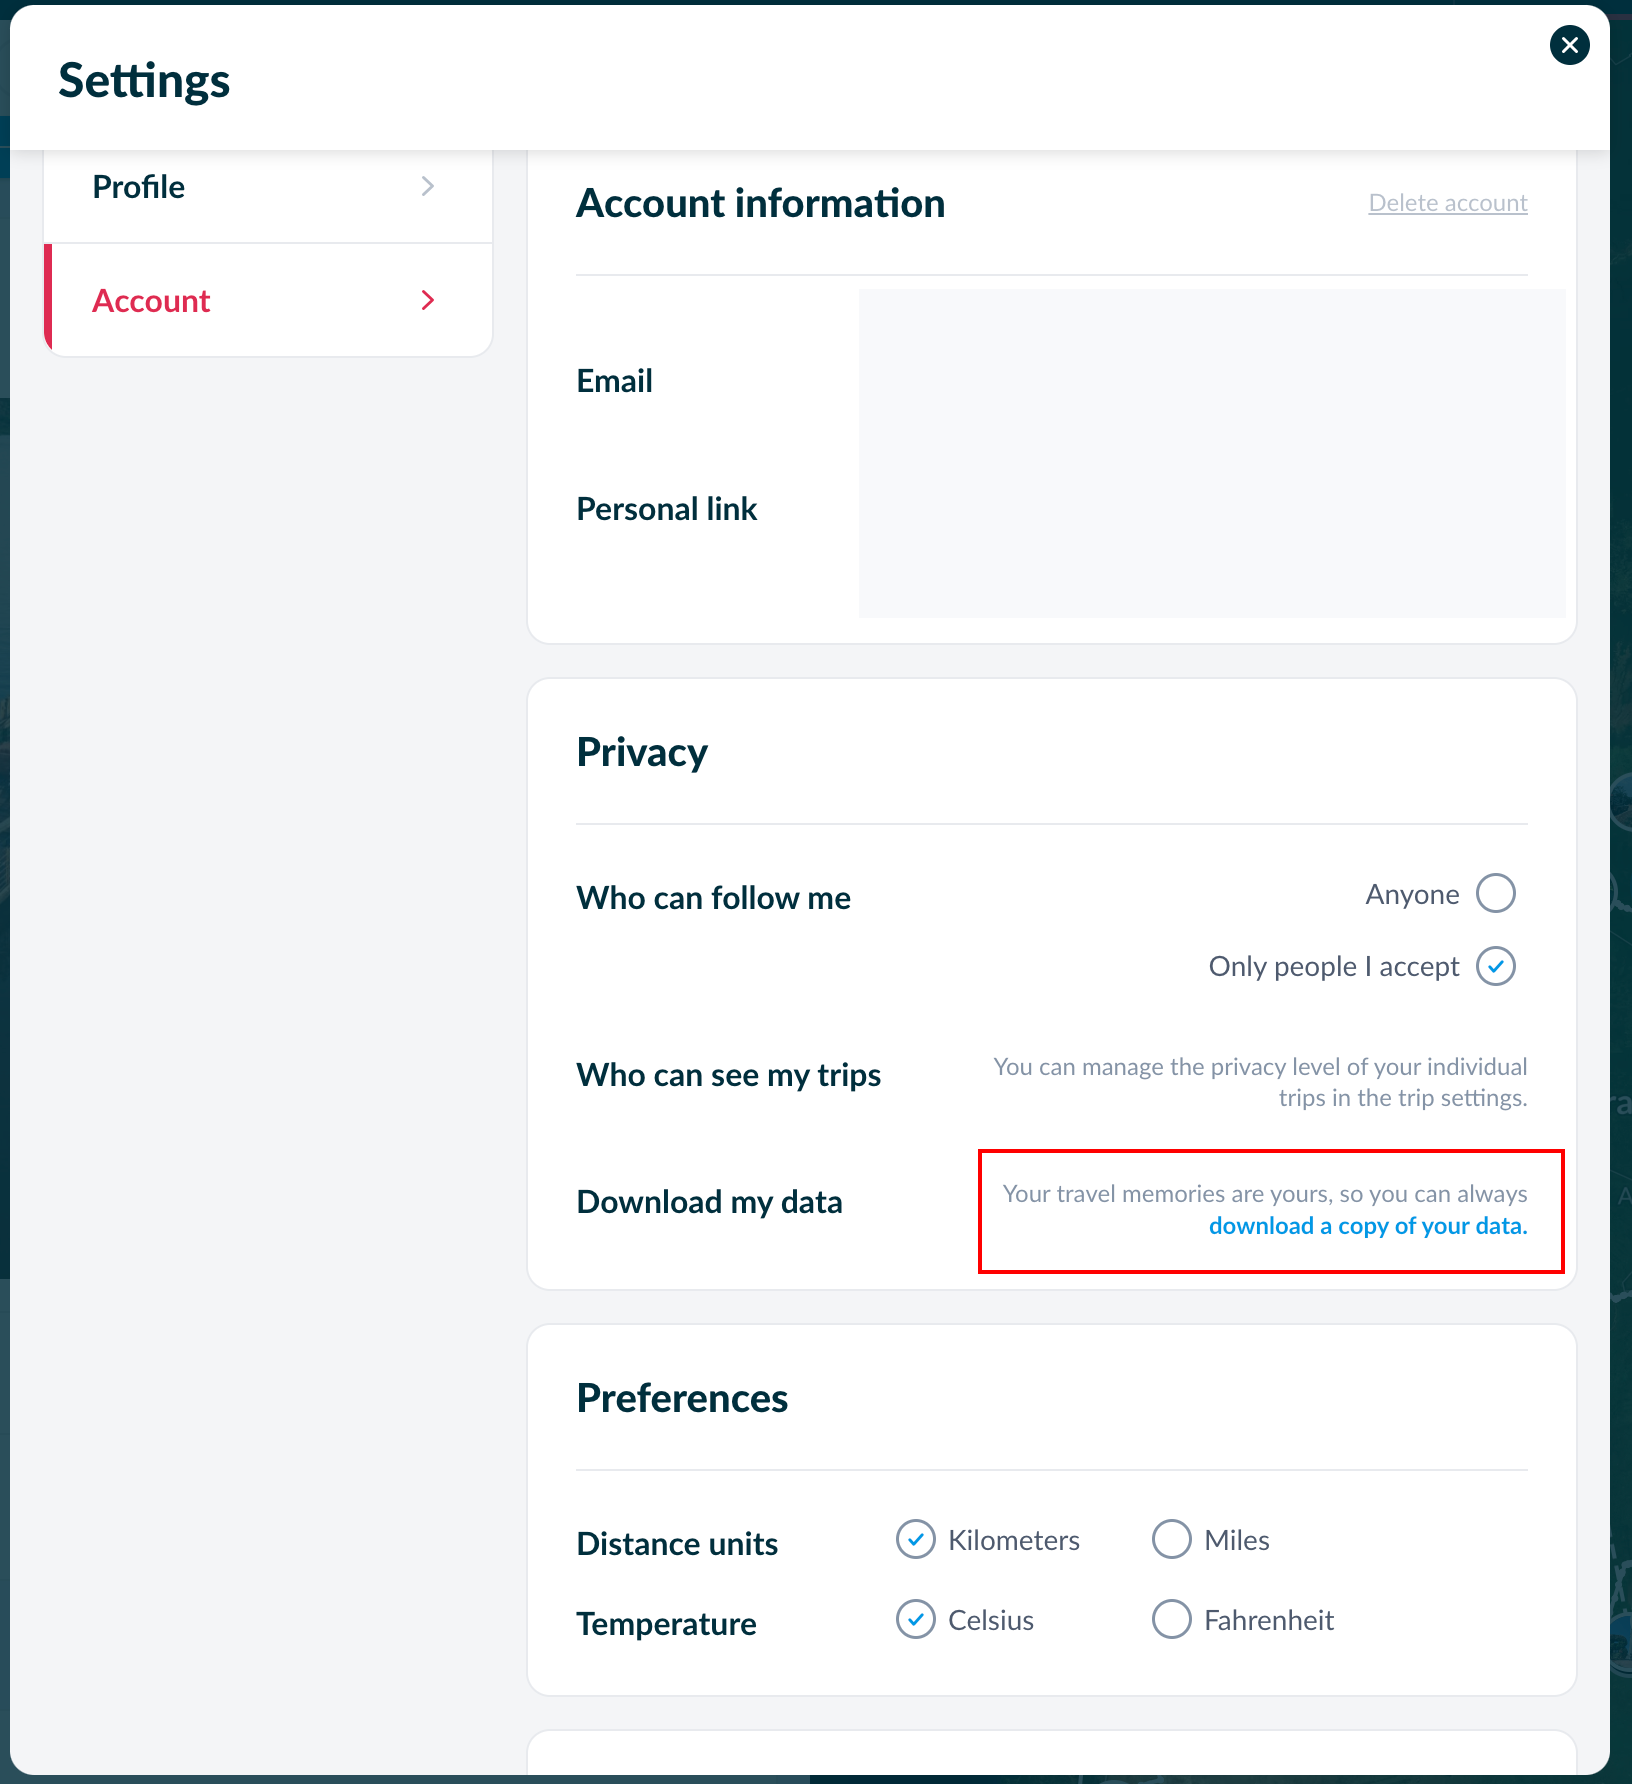 Settings
Profile
Account
Account information
Delete account
Email
Personal link
Privacy
Who can follow me
Anyone
Only people I accept
Who can see my trips
You can manage the privacy level of your individual
trips in the trip settings.
Download my data
Your travel memories are yours, so you can always
download a copy of your data.
Preferences
Distance units
Kilometers
Miles
Temperature
Celsius
Fahrenheit